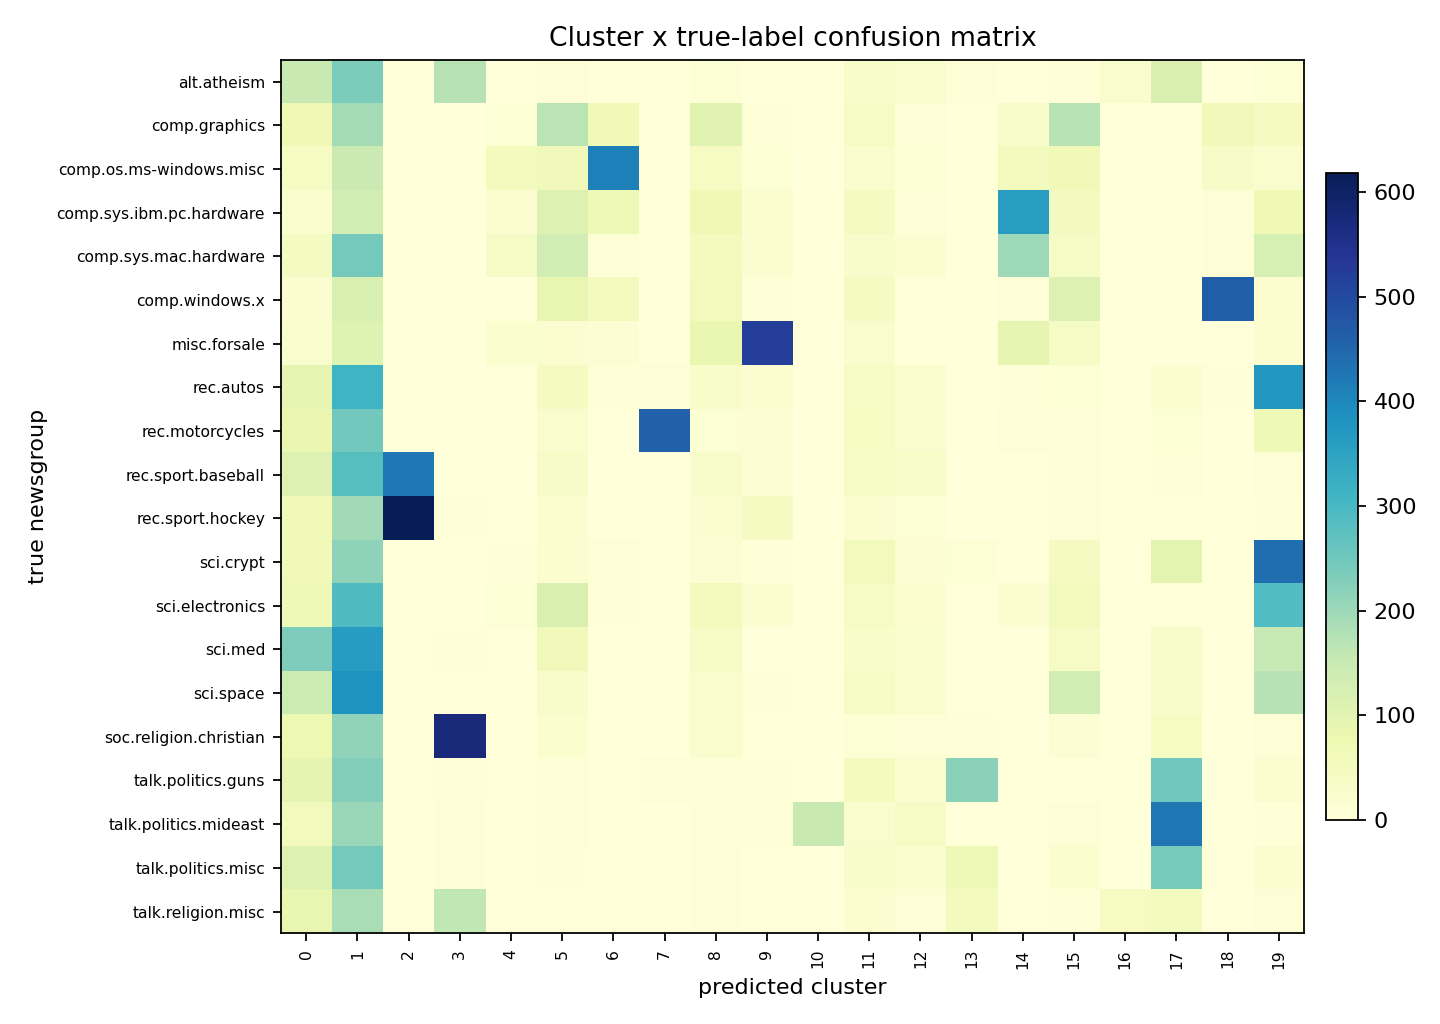 Cluster x true-label confusion matrix
true newsgroup
alt.atheism
comp.graphics
comp.os.ms-windows.misc
comp.sys.ibm.pc.hardware
comp.sys.mac.hardware
comp.windows.x
misc.forsale
rec.autos
rec.motorcycles
rec.sport.baseball
rec.sport.hockey
sci.crypt
sci.electronics
sci.med
sci.space
soc.religion.christian
talk.politics.guns
talk.politics.mideast
talk.politics.misc
talk.religion.misc
0 1 2 3 4 5 6 7 8 9 10 11 12 13 14 15 16 17 18 19
predicted cluster
600
500
400
300
200
100
0